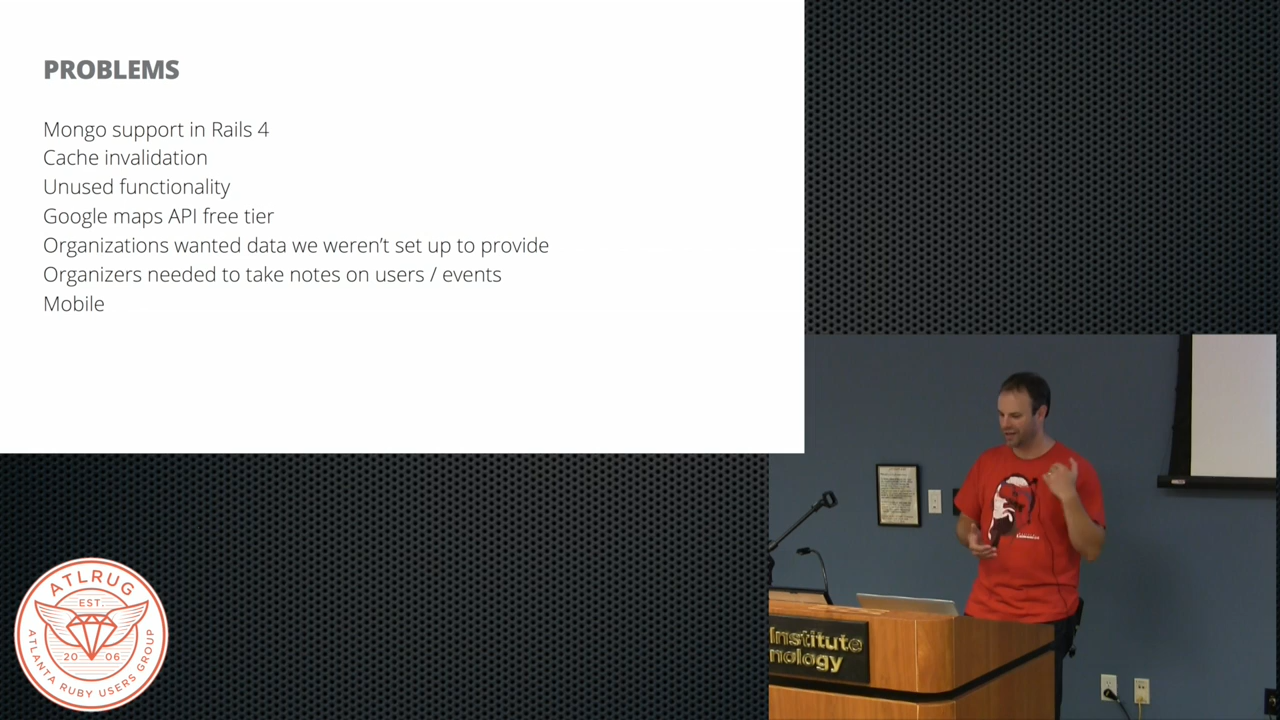 PROBLEMS
Mongo support in Rails 4
Cache invalidation
Unused functionality
Google maps API free tier
Organizations wanted data we weren't set up to provide
Organizers needed to take notes on users / events
Mobile
ATLRUG
EST.
20 06
ATLANTA RUBY USERS GROUP
Institute
nology